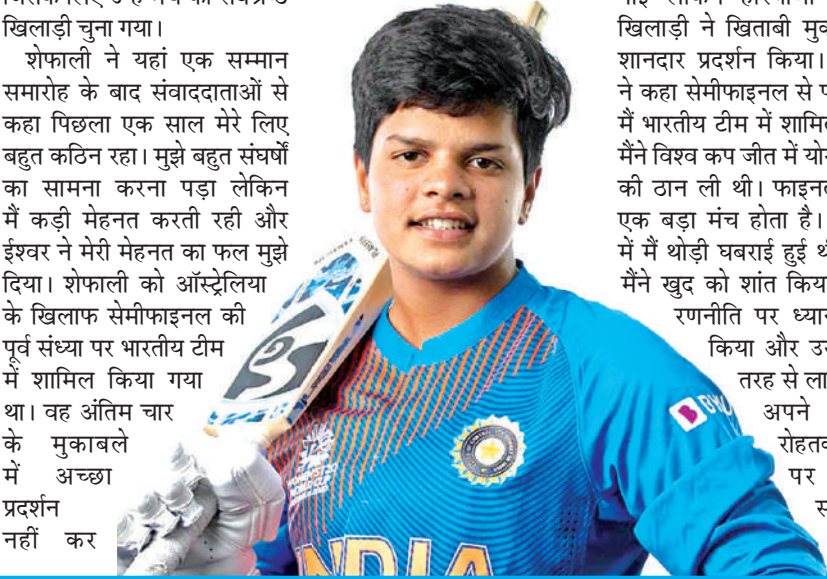 खिलाड़ी चुना गया।
शेफाली ने यहां एक सम्मान
समारोह के बाद संवाददाताओं से
कहा पिछला एक साल मेरे लिए
बहुत कठिन रहा। मुझे बहुत संघर्षों
का सामना करना पड़ा लेकिन
मैं कड़ी मेहनत करती रही और
ईश्वर ने मेरी मेहनत का फल मुझे
दिया। शेफाली को ऑस्ट्रेलिया
के खिलाफ सेमीफाइनल की
पूर्व संध्या पर भारतीय टीम
में शामिल किया गया
था। वह अंतिम चार
के मुकाबले
में अच्छा
प्रदर्शन
नहीं कर
खिलाड़ी ने खिताबी
शानदार प्रदर्शन किया।
ने कहा सेमीफाइनल से
मैं भारतीय टीम में
मैंने विश्व कप जीत में
की ठान ली थी।
एक बड़ा मंच होता है।
में मैं थोड़ी घबराई हुई
मैंने खुद को शांत
रणनीति पर
किया और
तरह से
अपने
पर
INDIA